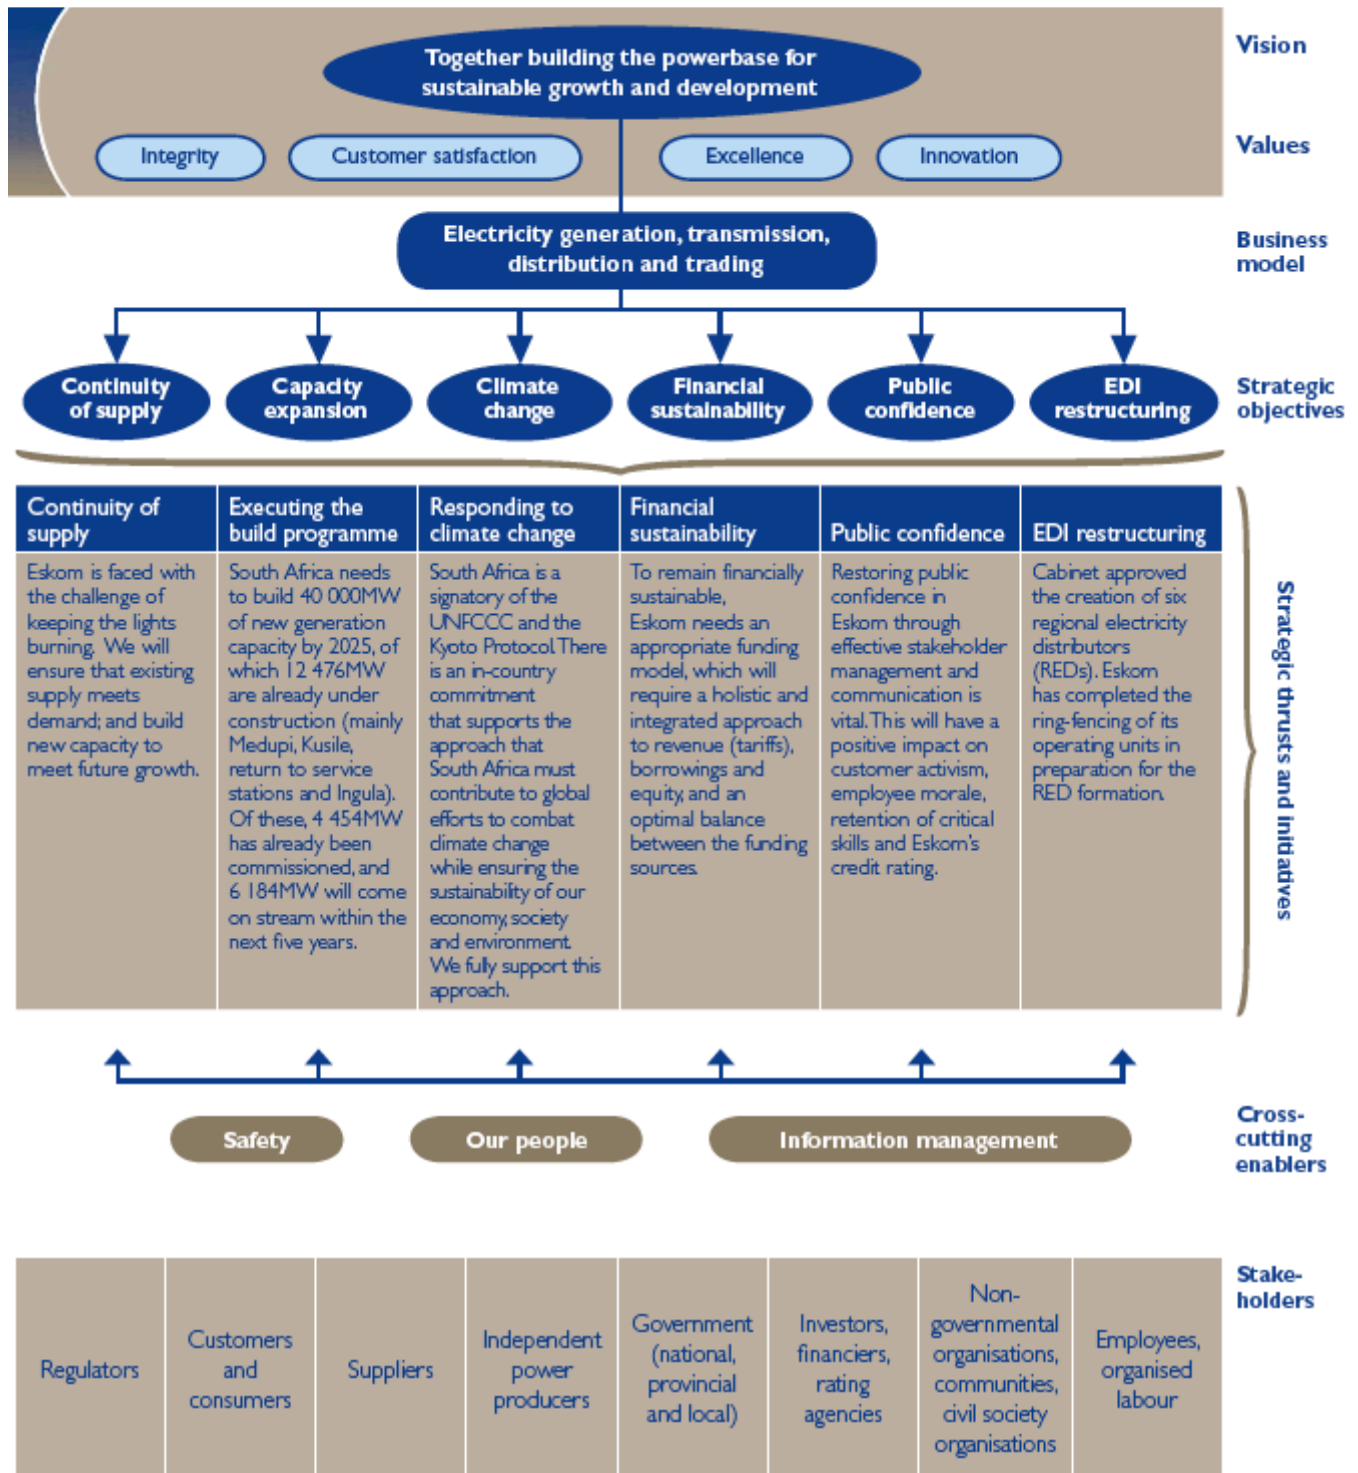 Together building the powerbase for
sustainable growth and development
Vision
Integrity
Customer satisfaction
Excellence
Innovation
Values
Electricity generation, transmission,
distribution and trading
Business
model
Continuity
of supply
Capacity
expansion
Climate
change
Financial
sustainability
Public
confidence
EDI
restructuring
Strategic
objectives
Continuity of
supply
Eskom is faced with
the challenge of
keeping the lights
burning. We will
ensure that existing
supply meets
demand; and build
new capacity to
meet future growth.
Executing the
build programme
South Africa needs
to build 40 000MW
of new generation
capacity by 2025, of
which 12 476MW
are already under
construction (mainly
Medupi, Kusile,
return to service
stations and Ingula).
Of these, 4 454MW
has already been
commissioned, and
6 184MW will come
on stream within the
next five years.
Responding to
climate change
South Africa is a
signatory of the
UNFCCC and the
Kyoto Protocol. There
is an in-country
commitment
that supports the
approach that
South Africa must
contribute to global
efforts to combat
climate change
while ensuring the
sustainability of our
economy, society
and environment.
We fully support this
approach.
Financial
sustainability
To remain financially
sustainable,
Eskom needs an
appropriate funding
model, which will
require a holistic and
integrated approach
to revenue (tariffs),
borrowings and
equity, and an
optimal balance
between the funding
sources.
Public confidence
Restoring public
confidence in
Eskom through
effective stakeholder
management and
communication is
vital. This will have a
positive impact on
customer activism,
employee morale,
retention of critical
skills and Eskom's
credit rating.
EDI restructuring
Cabinet approved
the creation of six
regional electricity
distributors
(REDs). Eskom
has completed the
ring-fencing of its
operating units in
preparation for the
RED formation.
Strategic thrusts and initiatives
Safety
Our people
Information management
Cross-
cutting
enablers
Stake-
holders
Regulators
Customers
and
consumers
Suppliers
Independent
power
producers
Government
(national,
provincial
and local)
Investors,
financiers,
rating
agencies
Non-
governmental
organisations,
communities,
civil society
organisations
Employees,
organised
labour